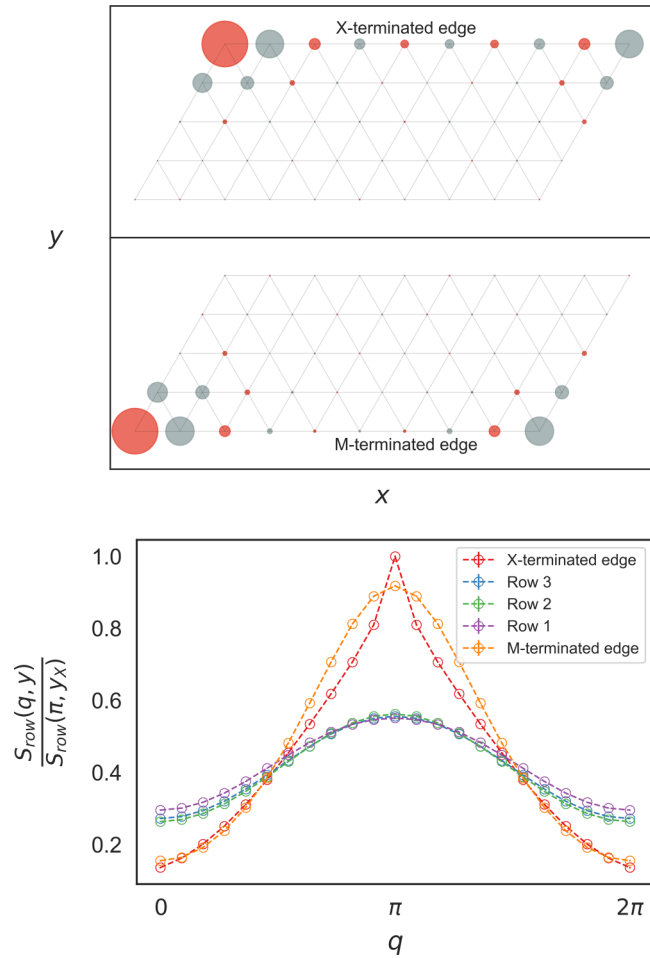 X-terminated edge
y
M-terminated edge
x
1.0
0.8
0.6
0.4
0.2
S_row(q, y)
S_row(π, y_X)
X-terminated edge
Row 3
Row 2
Row 1
M-terminated edge
0
π
2π
q